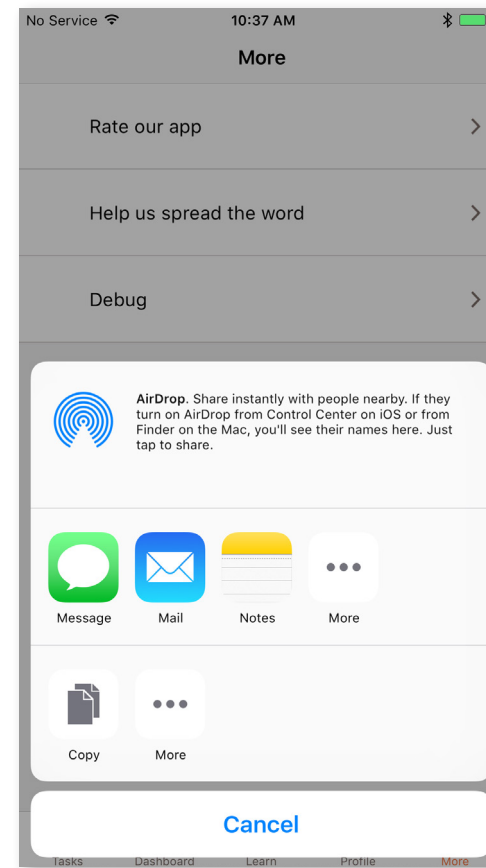 No Service 10:37 AM
More
Rate our app
Help us spread the word
Debug
AirDrop. Share instantly with people nearby. If they
turn on AirDrop from Control Center on iOS or from
Finder on the Mac, you'll see their names here. Just
tap to share.
Message Mail Notes More
Copy More
Cancel
Tasks Dashboard Learn Profile More